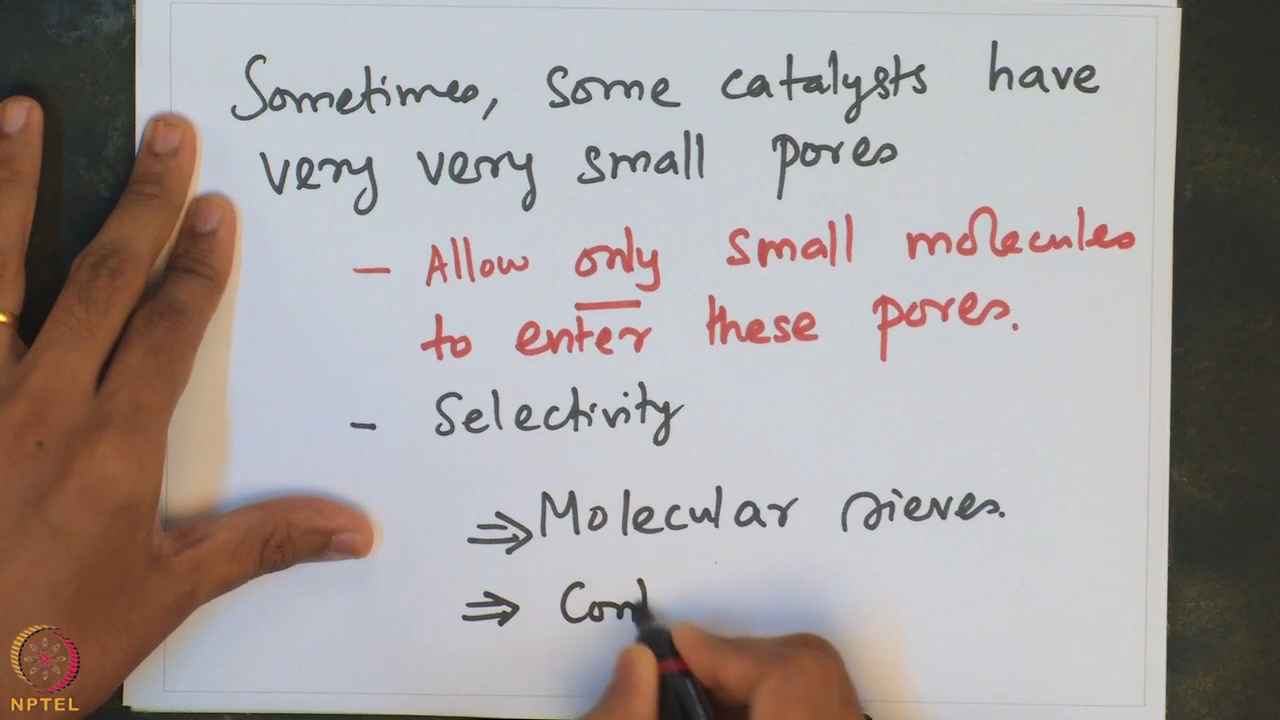 Sometimes, some catalysts have
very very small pores
- Allow only small molecules
to enter these pores.
- Selectivity
⇒ Molecular sieves.
⇒
NPTEL